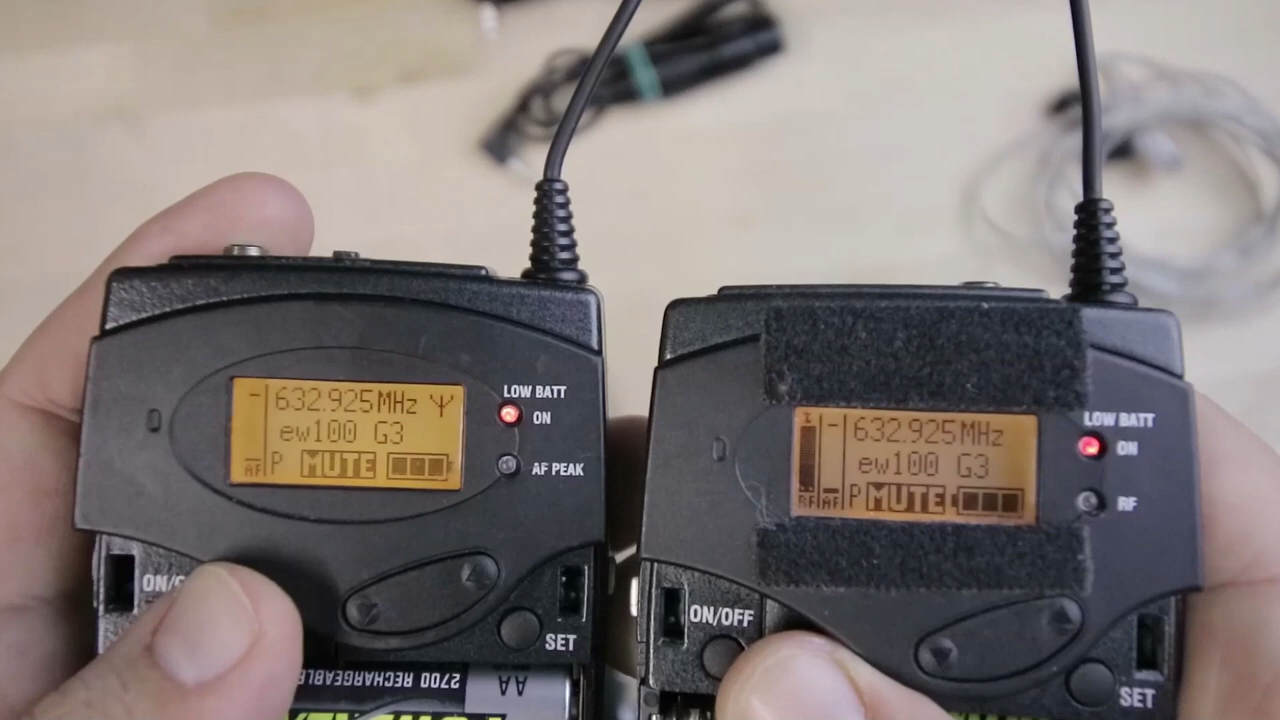 632.925MHz
ew100 G3
AF P MUTE
LOW BATT
ON
AF PEAK
SET
2700 RECHARGEABLE
AA
632.925MHz
ew100 G3
RF AF P MUTE
LOW BATT
ON
RF
ON/OFF
SET